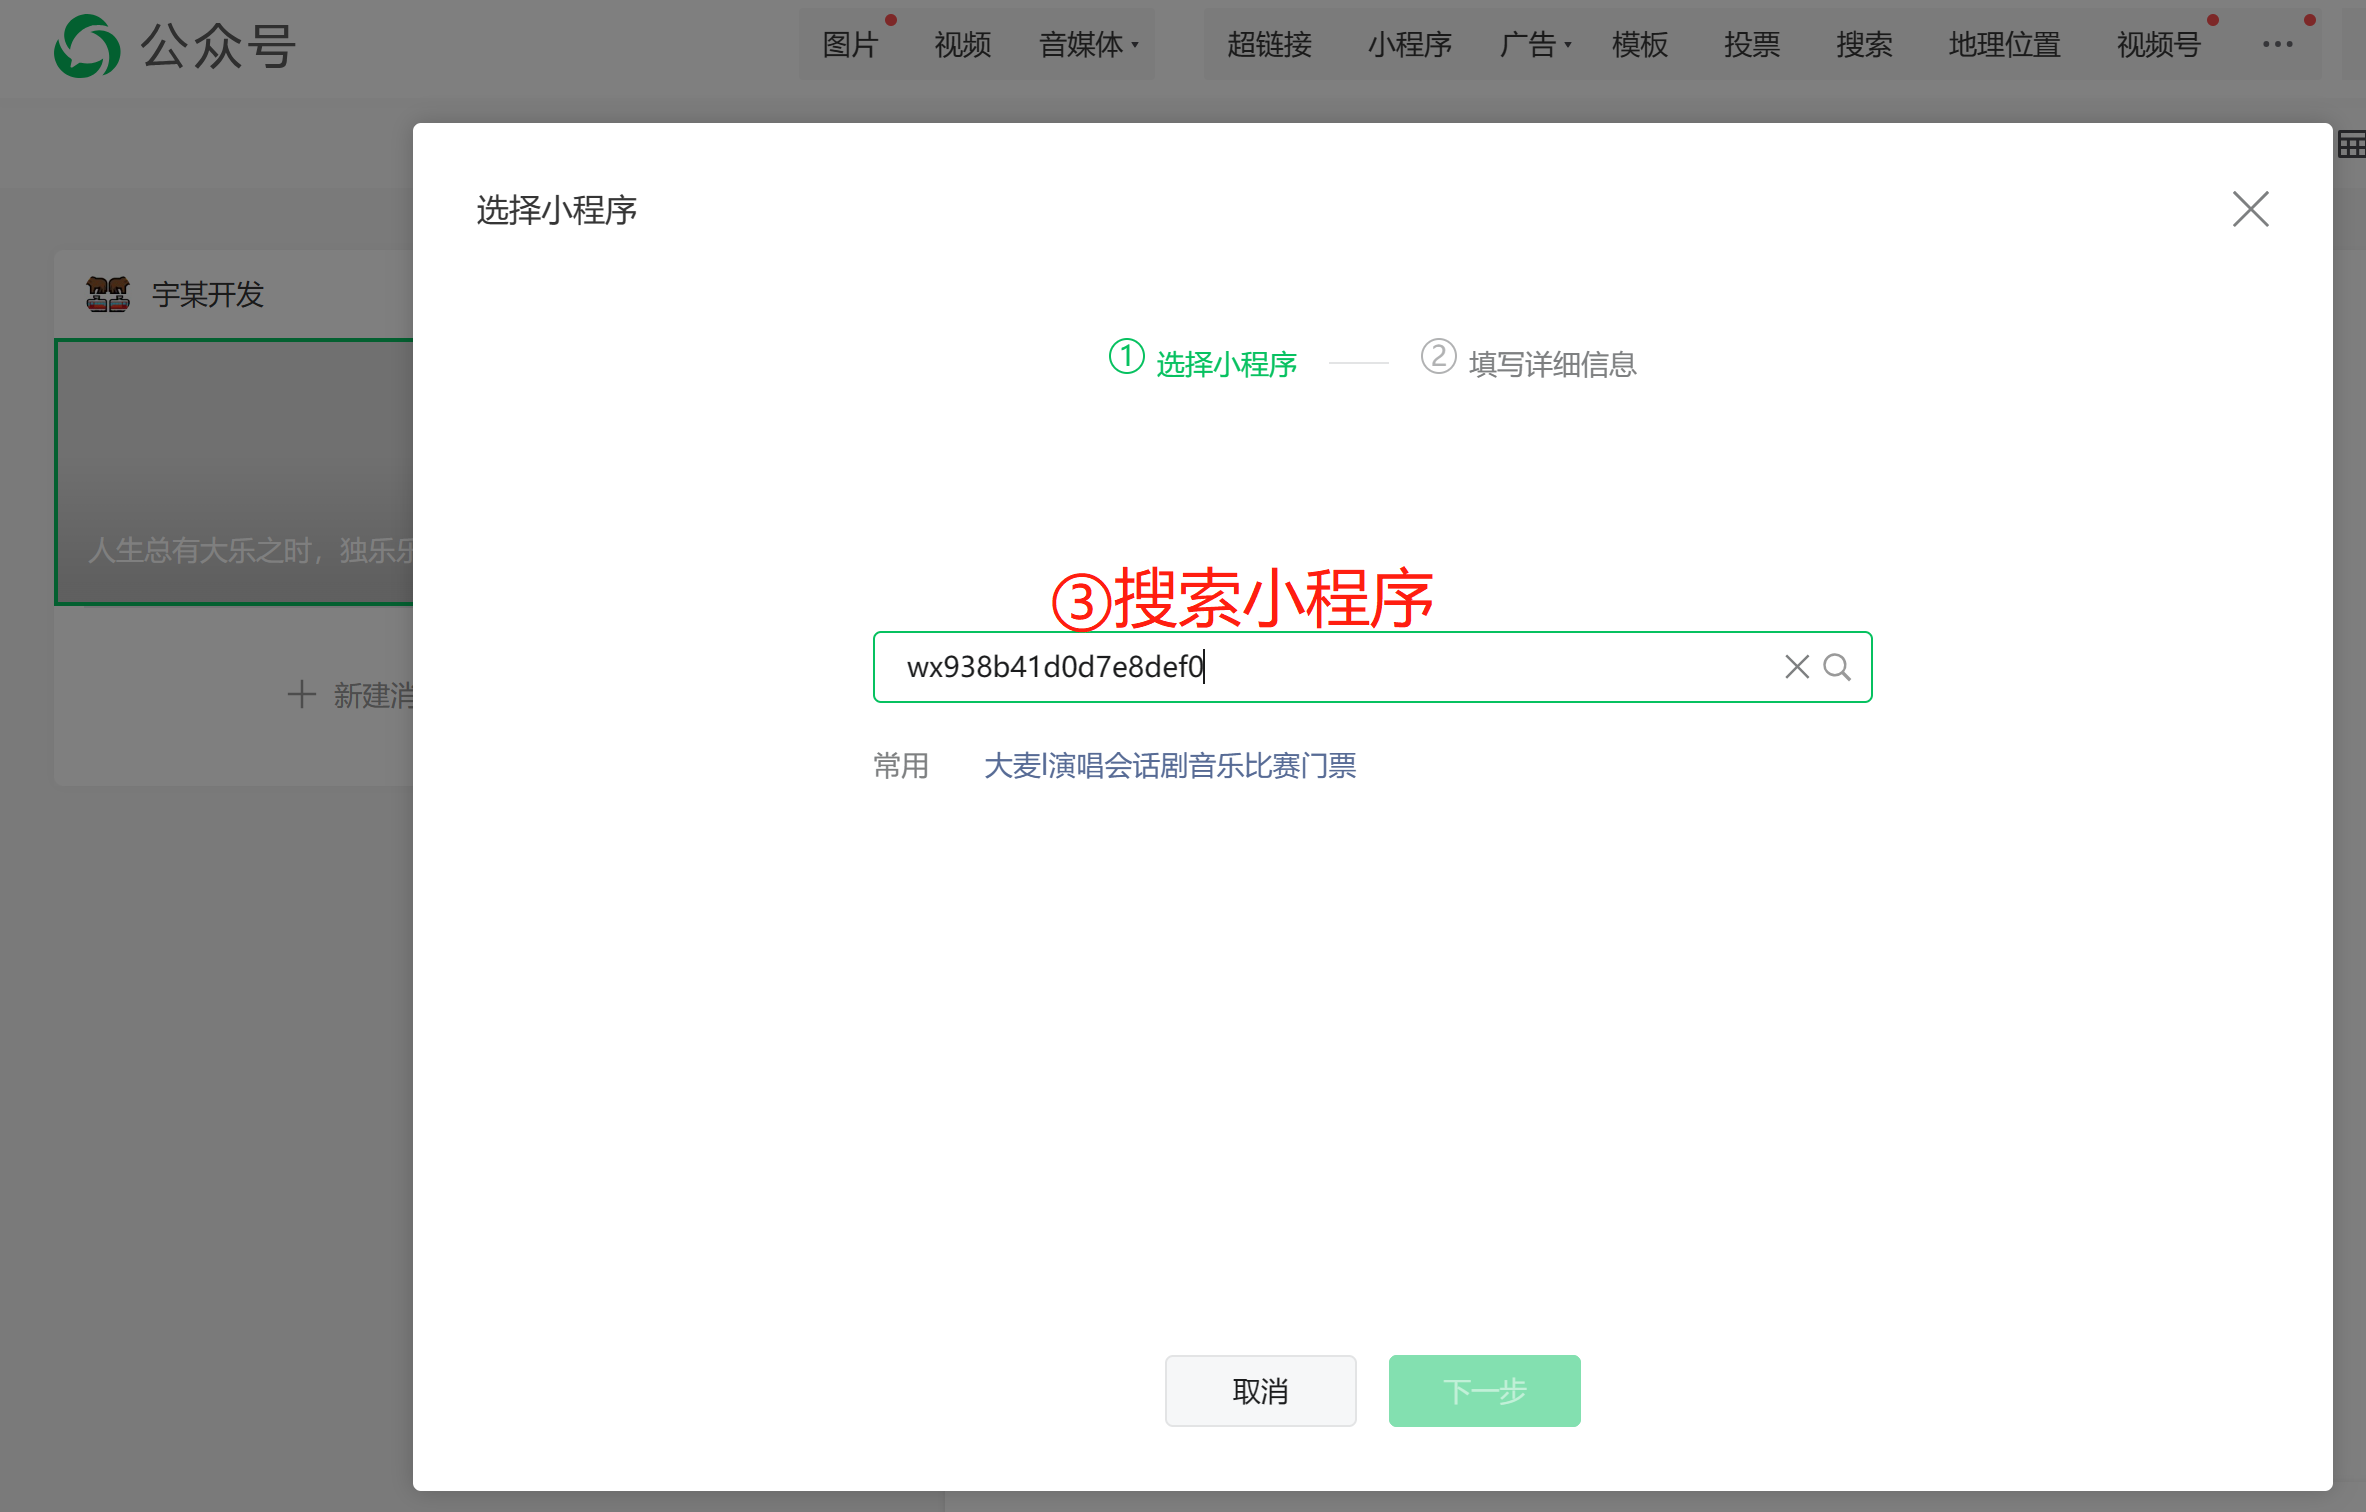 公众号
图片 视频 音媒体 超链接 小程序 广告 模板 投票 搜索 地理位置 视频号 ···
选择小程序
宇某开发
① 选择小程序 ② 填写详细信息
人生总有大乐之时，独乐乐
③搜索小程序
wx938b41d0d7e8def0
新建消
常用 大麦|演唱会话剧音乐比赛门票
取消 下一步